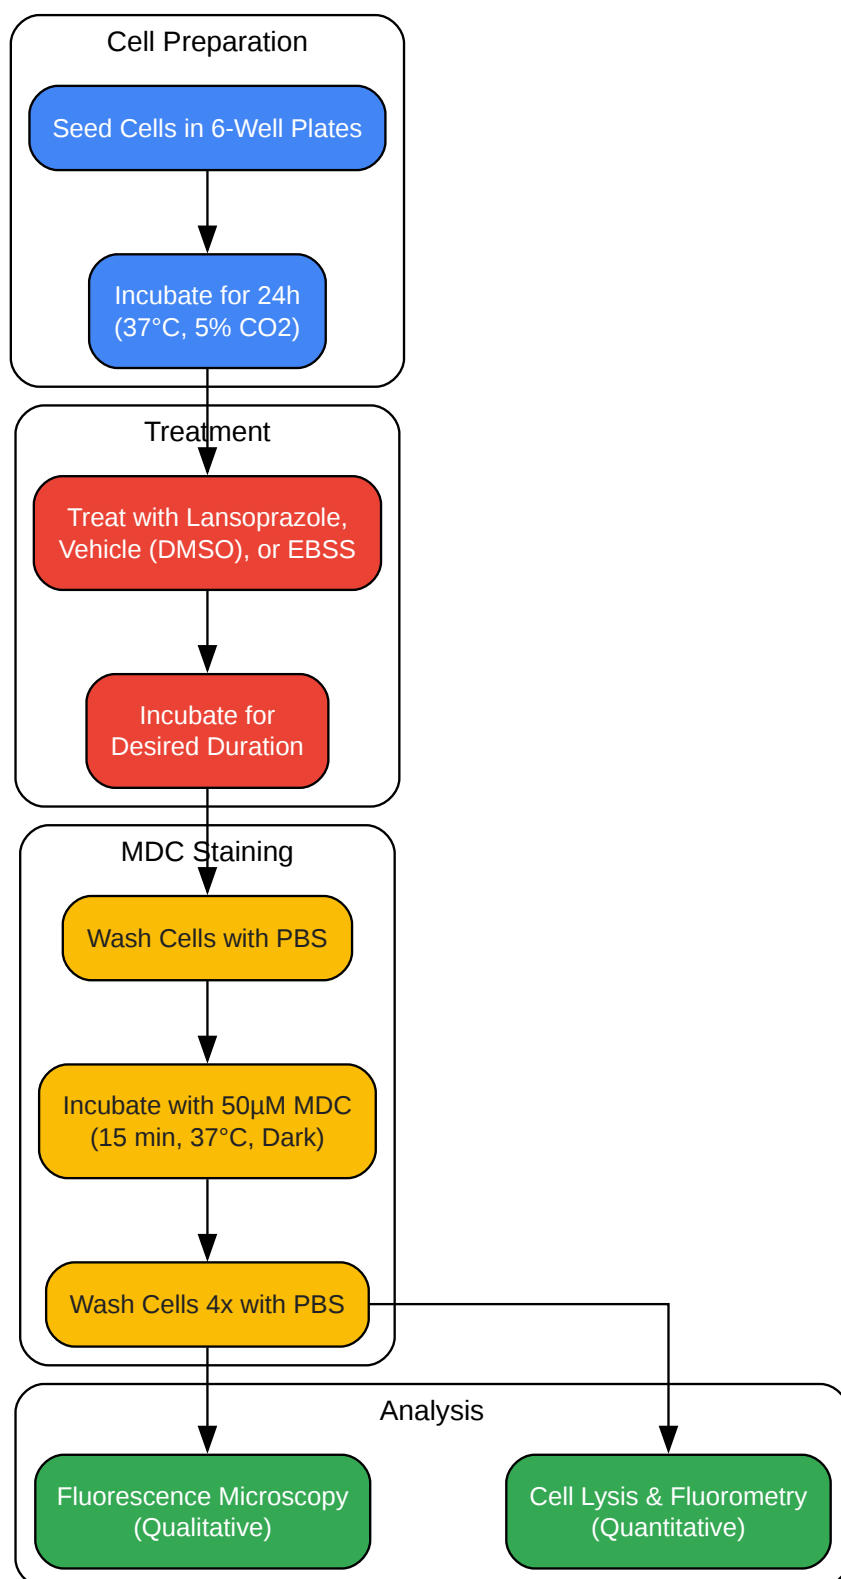 Cell Preparation
Seed Cells in 6-Well Plates
Incubate for 24h
(37°C, 5% CO2)
Treatment
Treat with Lansoprazole,
Vehicle (DMSO), or EBSS
Incubate for
Desired Duration
MDC Staining
Wash Cells with PBS
Incubate with 50µM MDC
(15 min, 37°C, Dark)
Wash Cells 4x with PBS
Analysis
Fluorescence Microscopy
(Qualitative)
Cell Lysis & Fluorometry
(Quantitative)